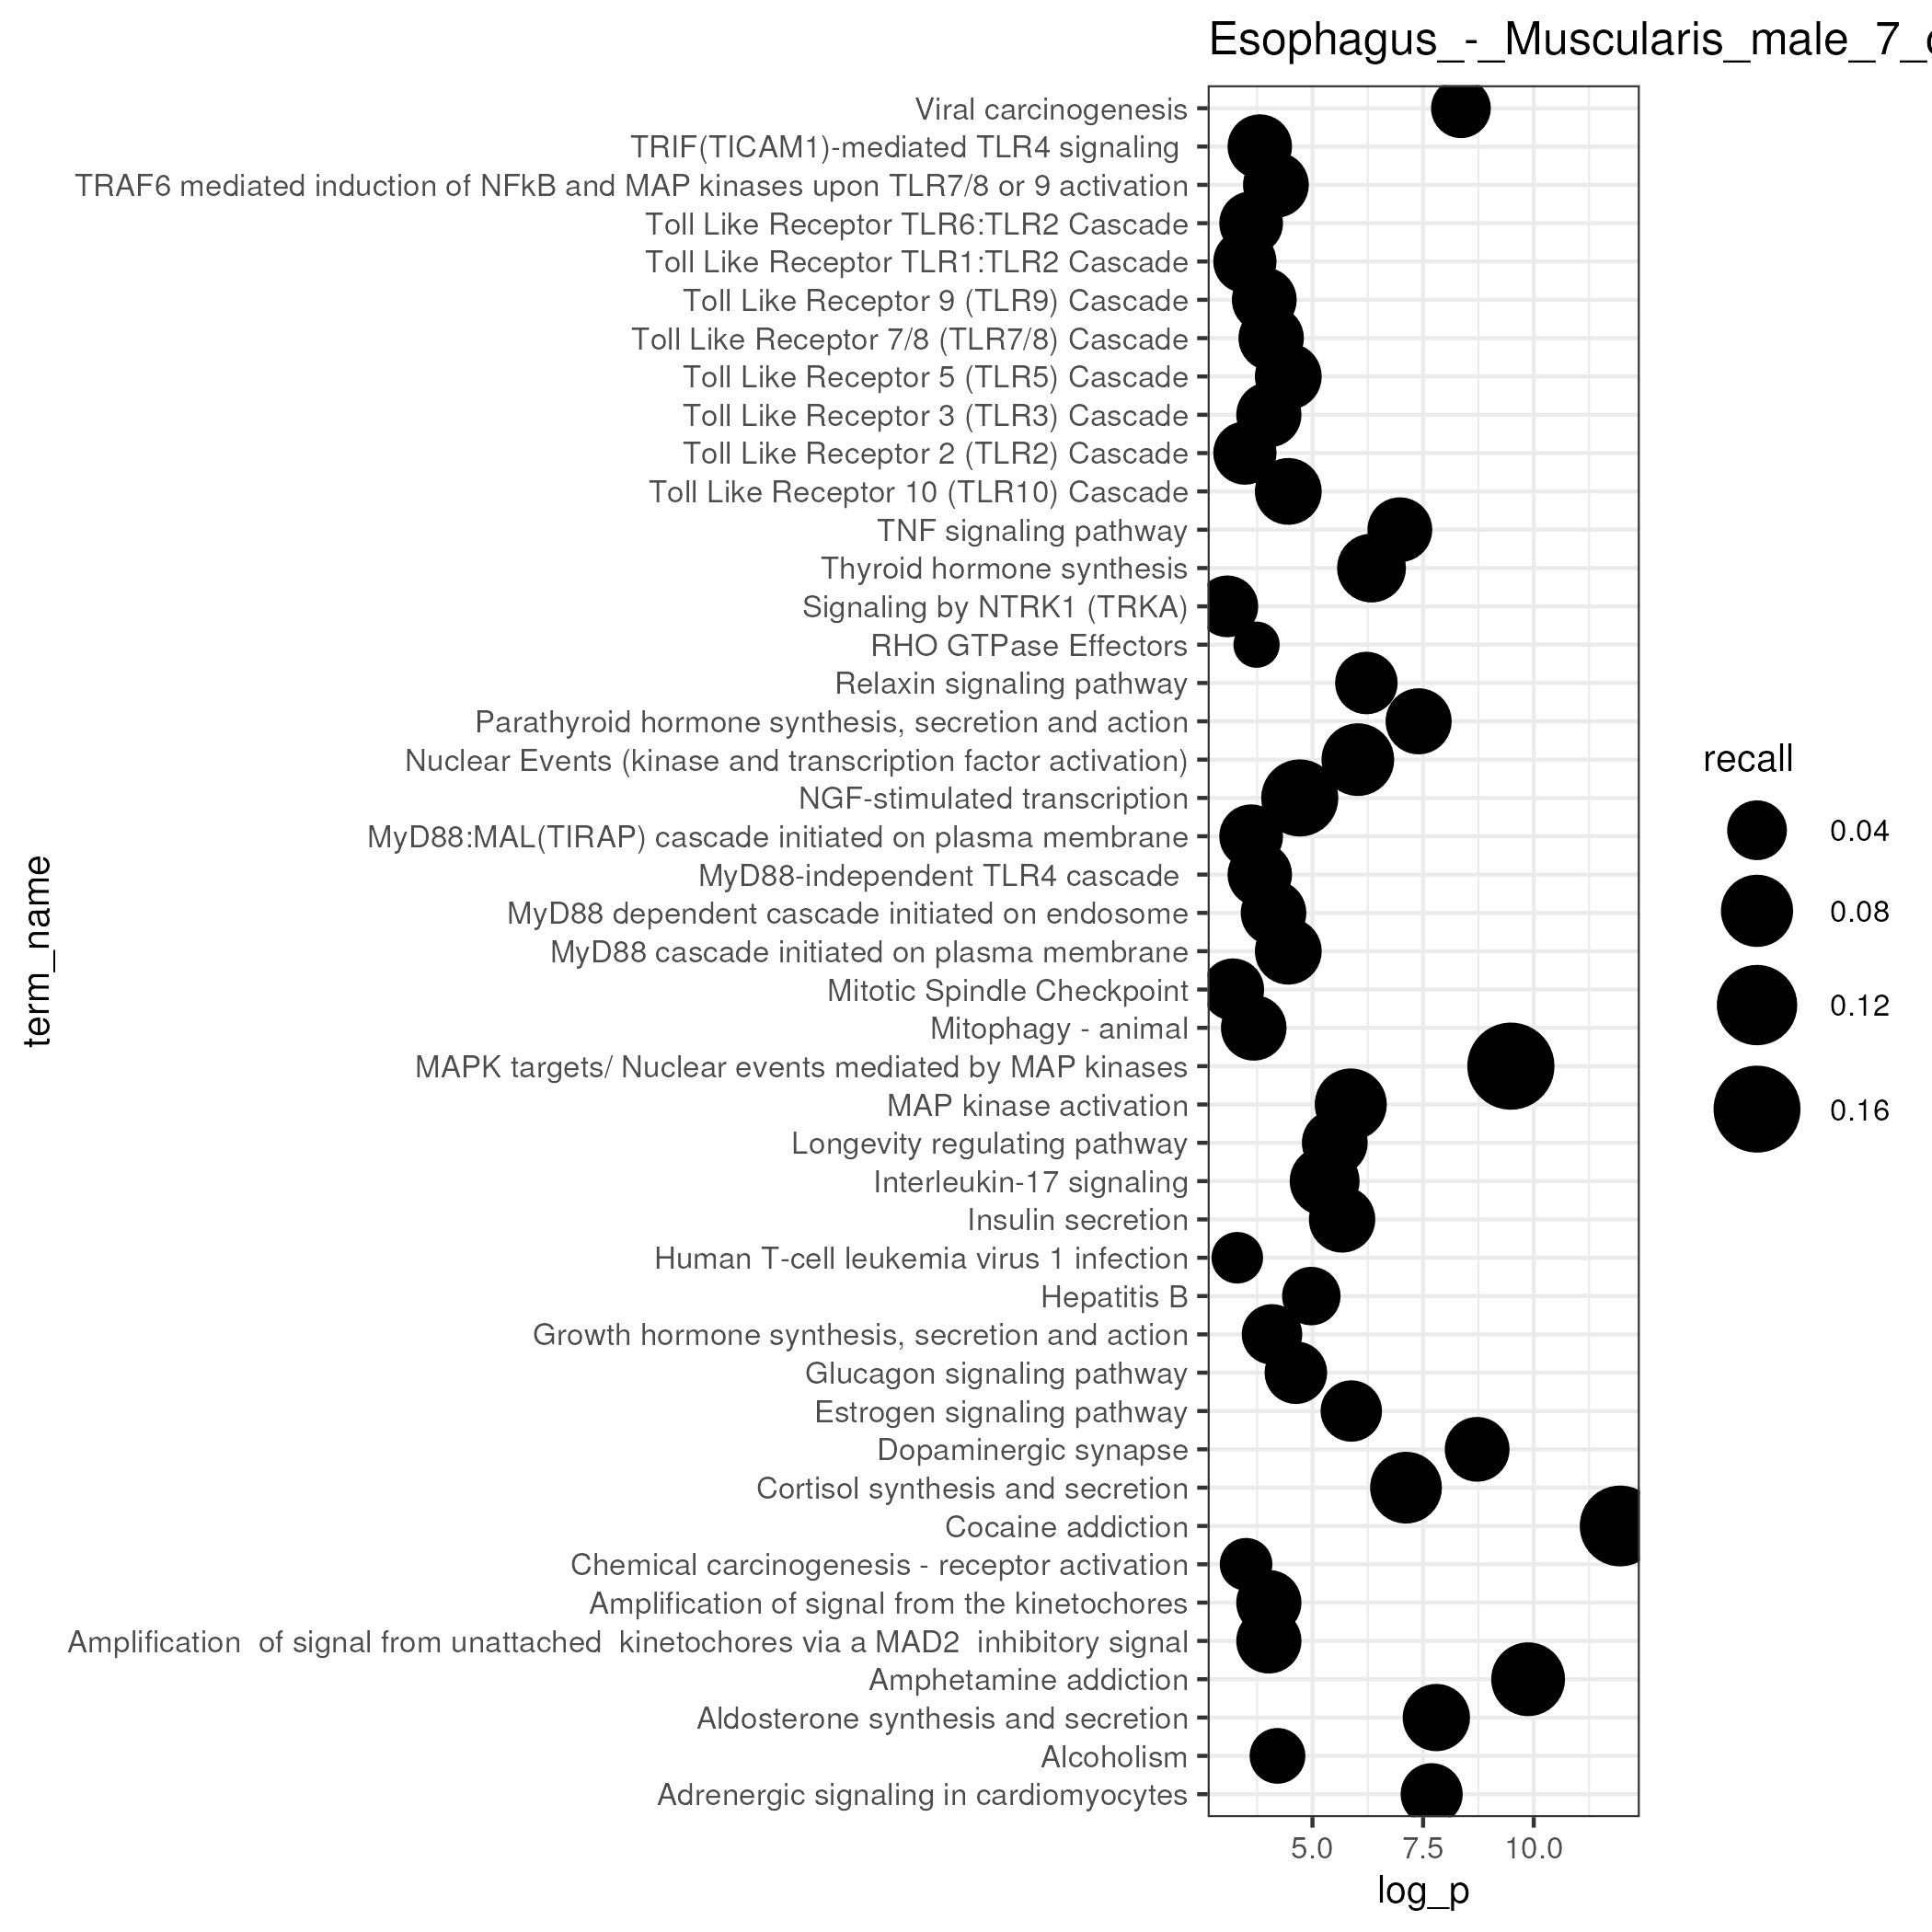 Esophagus_-_Muscularis_male_7_
Viral carcinogenesis
TRIF(TICAM1)-mediated TLR4 signaling
TRAF6 mediated induction of NFkB and MAP kinases upon TLR7/8 or 9 activation
Toll Like Receptor TLR6:TLR2 Cascade
Toll Like Receptor TLR1:TLR2 Cascade
Toll Like Receptor 9 (TLR9) Cascade
Toll Like Receptor 7/8 (TLR7/8) Cascade
Toll Like Receptor 5 (TLR5) Cascade
Toll Like Receptor 3 (TLR3) Cascade
Toll Like Receptor 2 (TLR2) Cascade
Toll Like Receptor 10 (TLR10) Cascade
TNF signaling pathway
Thyroid hormone synthesis
Signaling by NTRK1 (TRKA)
RHO GTPase Effectors
Relaxin signaling pathway
Parathyroid hormone synthesis, secretion and action
Nuclear Events (kinase and transcription factor activation)
NGF-stimulated transcription
MyD88:MAL(TIRAP) cascade initiated on plasma membrane
MyD88-independent TLR4 cascade
MyD88 dependent cascade initiated on endosome
MyD88 cascade initiated on plasma membrane
Mitotic Spindle Checkpoint
Mitophagy - animal
MAPK targets/ Nuclear events mediated by MAP kinases
MAP kinase activation
Longevity regulating pathway
Interleukin-17 signaling
Insulin secretion
Human T-cell leukemia virus 1 infection
Hepatitis B
Growth hormone synthesis, secretion and action
Glucagon signaling pathway
Estrogen signaling pathway
Dopaminergic synapse
Cortisol synthesis and secretion
Cocaine addiction
Chemical carcinogenesis - receptor activation
Amplification of signal from the kinetochores
Amplification  of signal from unattached  kinetochores via a MAD2  inhibitory signal
Amphetamine addiction
Aldosterone synthesis and secretion
Alcoholism
Adrenergic signaling in cardiomyocytes
term_name
5.0 7.5 10.0
log_p
recall
0.04
0.08
0.12
0.16